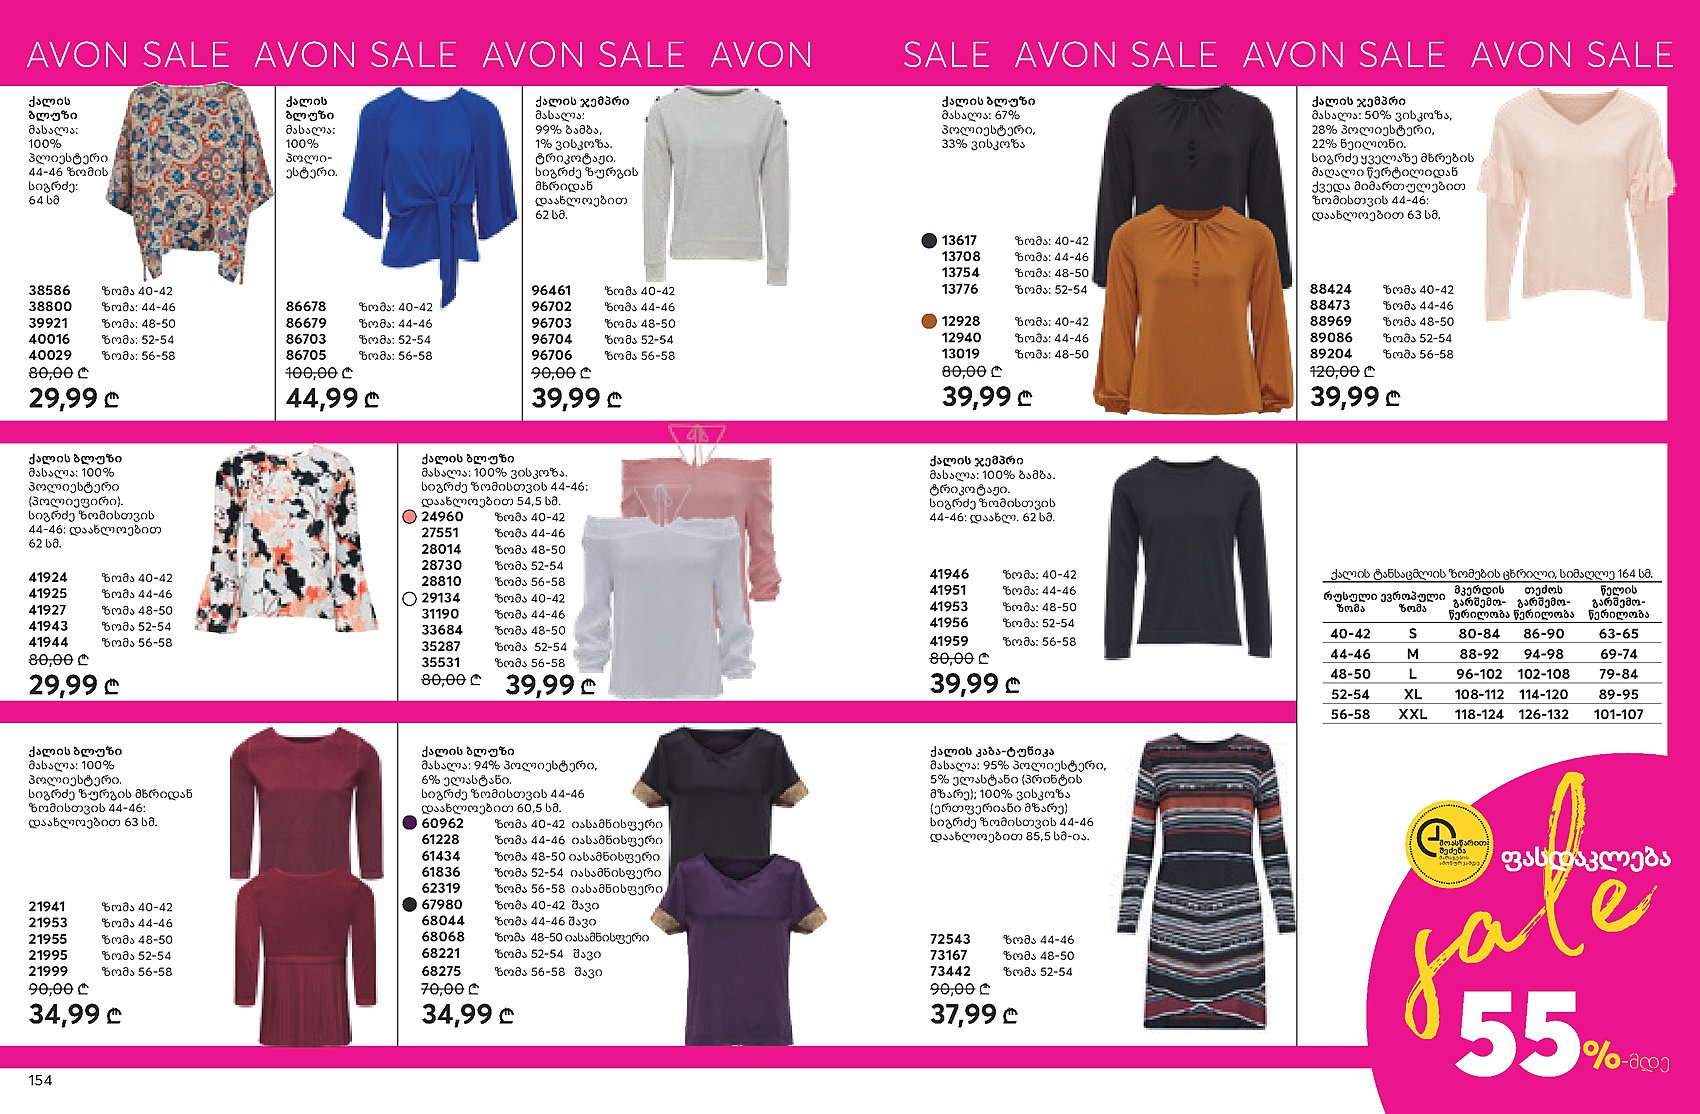 AVON SALE AVON SALE AVON SALE AVON
SALE AVON SALE AVON SALE AVON SALE
ქალის
ბლუზი
მასალა:
100%
პლიესტერი
44-46 ზომის
სიგრძე:
64 სმ
38586 ზომა 40-42
38800 ზომა: 44-46
39921 ზომა: 48-50
40016 ზომა: 52-54
40029 ზომა: 56-58
80,00 ₾
29,99 ₾
ქალის
ბლუზი
მასალა:
100%
პოლი-
ესტერი.
86678 ზომა: 40-42
86679 ზომა: 44-46
86703 ზომა: 52-54
86705 ზომა: 56-58
100,00 ₾
44,99 ₾
ქალის ჯემპრი
მასალა:
99% ბამბა,
1% ვისკოზა.
ტრიკოტაჟი.
სიგრძე ზურგის
მხრიდან
დაახლოებით
62 სმ.
96461 ზომა 40-42
96702 ზომა 44-46
96703 ზომა 48-50
96704 ზომა 52-54
96706 ზომა 56-58
90,00 ₾
39,99 ₾
ქალის ბლუზი
მასალა: 67%
პოლიესტერი,
33% ვისკოზა
13617 ზომა: 40-42
13708 ზომა: 44-46
13754 ზომა: 48-50
13776 ზომა: 52-54
12928 ზომა: 40-42
12940 ზომა: 44-46
13019 ზომა: 48-50
80,00 ₾
39,99 ₾
ქალის ჯემპრი
მასალა: 50% ვისკოზა,
28% პოლიესტერი,
22% ნეილონი.
სიგრძე ყველაზე მხრების
მაღალი წერტილიდან
ქვედა მიმართულებით
ზომისთვის 44-46:
დაახლოებით 63 სმ.
88424 ზომა 40-42
88473 ზომა 44-46
88969 ზომა 48-50
89086 ზომა 52-54
89204 ზომა 56-58
120,00 ₾
39,99 ₾
ქალის ბლუზი
მასალა: 100%
პოლიესტერი
(პოლიეფირი).
სიგრძე ზომისთვის
44-46: დაახლოებით
62 სმ.
41924 ზომა 40-42
41925 ზომა 44-46
41927 ზომა 48-50
41943 ზომა 52-54
41944 ზომა 56-58
80,00 ₾
29,99 ₾
ქალის ბლუზი
მასალა: 100% ვისკოზა.
სიგრძე ზომისთვის 44-46:
დაახლოებით 54,5 სმ.
24960 ზომა 40-42
27551 ზომა 44-46
28014 ზომა 48-50
28730 ზომა 52-54
28810 ზომა 56-58
29134 ზომა 40-42
31190 ზომა 44-46
33684 ზომა 48-50
35287 ზომა 52-54
35531 ზომა 56-58
80,00 ₾ 39,99 ₾
ქალის ჯემპრი
მასალა: 100% ბამბა.
ტრიკოტაჟი.
სიგრძე ზომისთვის
44-46: დაახლ. 62 სმ.
41946 ზომა: 40-42
41951 ზომა: 44-46
41953 ზომა: 48-50
41956 ზომა: 52-54
41959 ზომა: 56-58
80,00 ₾
39,99 ₾
ქალის ტანსაცმლის ზომების ცხრილი, სიმაღლე 164 სმ.
რუსული ევროპული მკერდის თეძოს წელის
ზომა ზომა გარშემო- გარშემო- გარშემო-
წერილობა წერილობა წერილობა
40-42 S 80-84 86-90 63-65
44-46 M 88-92 94-98 69-74
48-50 L 96-102 102-108 79-84
52-54 XL 108-112 114-120 89-95
56-58 XXL 118-124 126-132 101-107
ქალის ბლუზი
მასალა: 100%
პოლიესტერი.
სიგრძე ზურგის მხრიდან
ზომისთვის 44-46:
დაახლოებით 63 სმ.
21941 ზომა 40-42
21953 ზომა 44-46
21955 ზომა 48-50
21995 ზომა 52-54
21999 ზომა 56-58
90,00 ₾
34,99 ₾
ქალის ბლუზი
მასალა: 94% პოლიესტერი,
6% ელასტანი.
სიგრძე ზომისთვის 44-46
დაახლოებით 60,5 სმ.
60962 ზომა 40-42 იასამნისფერი
61228 ზომა 44-46 იასამნისფერი
61434 ზომა 48-50 იასამნისფერი
61836 ზომა 52-54 იასამნისფერი
62319 ზომა 56-58 იასამნისფერი
67980 ზომა 40-42 შავი
68044 ზომა 44-46 შავი
68068 ზომა 48-50 იასამნისფერი
68221 ზომა 52-54 შავი
68275 ზომა 56-58 შავი
70,00 ₾
34,99 ₾
ქალის კაბა-ტუნიკა
მასალა: 95% პოლიესტერი,
5% ელასტანი (პრინტის
მხარე); 100% ვისკოზა
(ერთფერიანი მხარე)
სიგრძე ზომისთვის 44-46
დაახლოებით 85,5 სმ-ია.
72543 ზომა 44-46
73167 ზომა 48-50
73442 ზომა 52-54
90,00 ₾
37,99 ₾
მოასწარით
შეძენა
მარაგების
ამოწურვამდე
ფასდაკლება
sale
55%-მდე
154